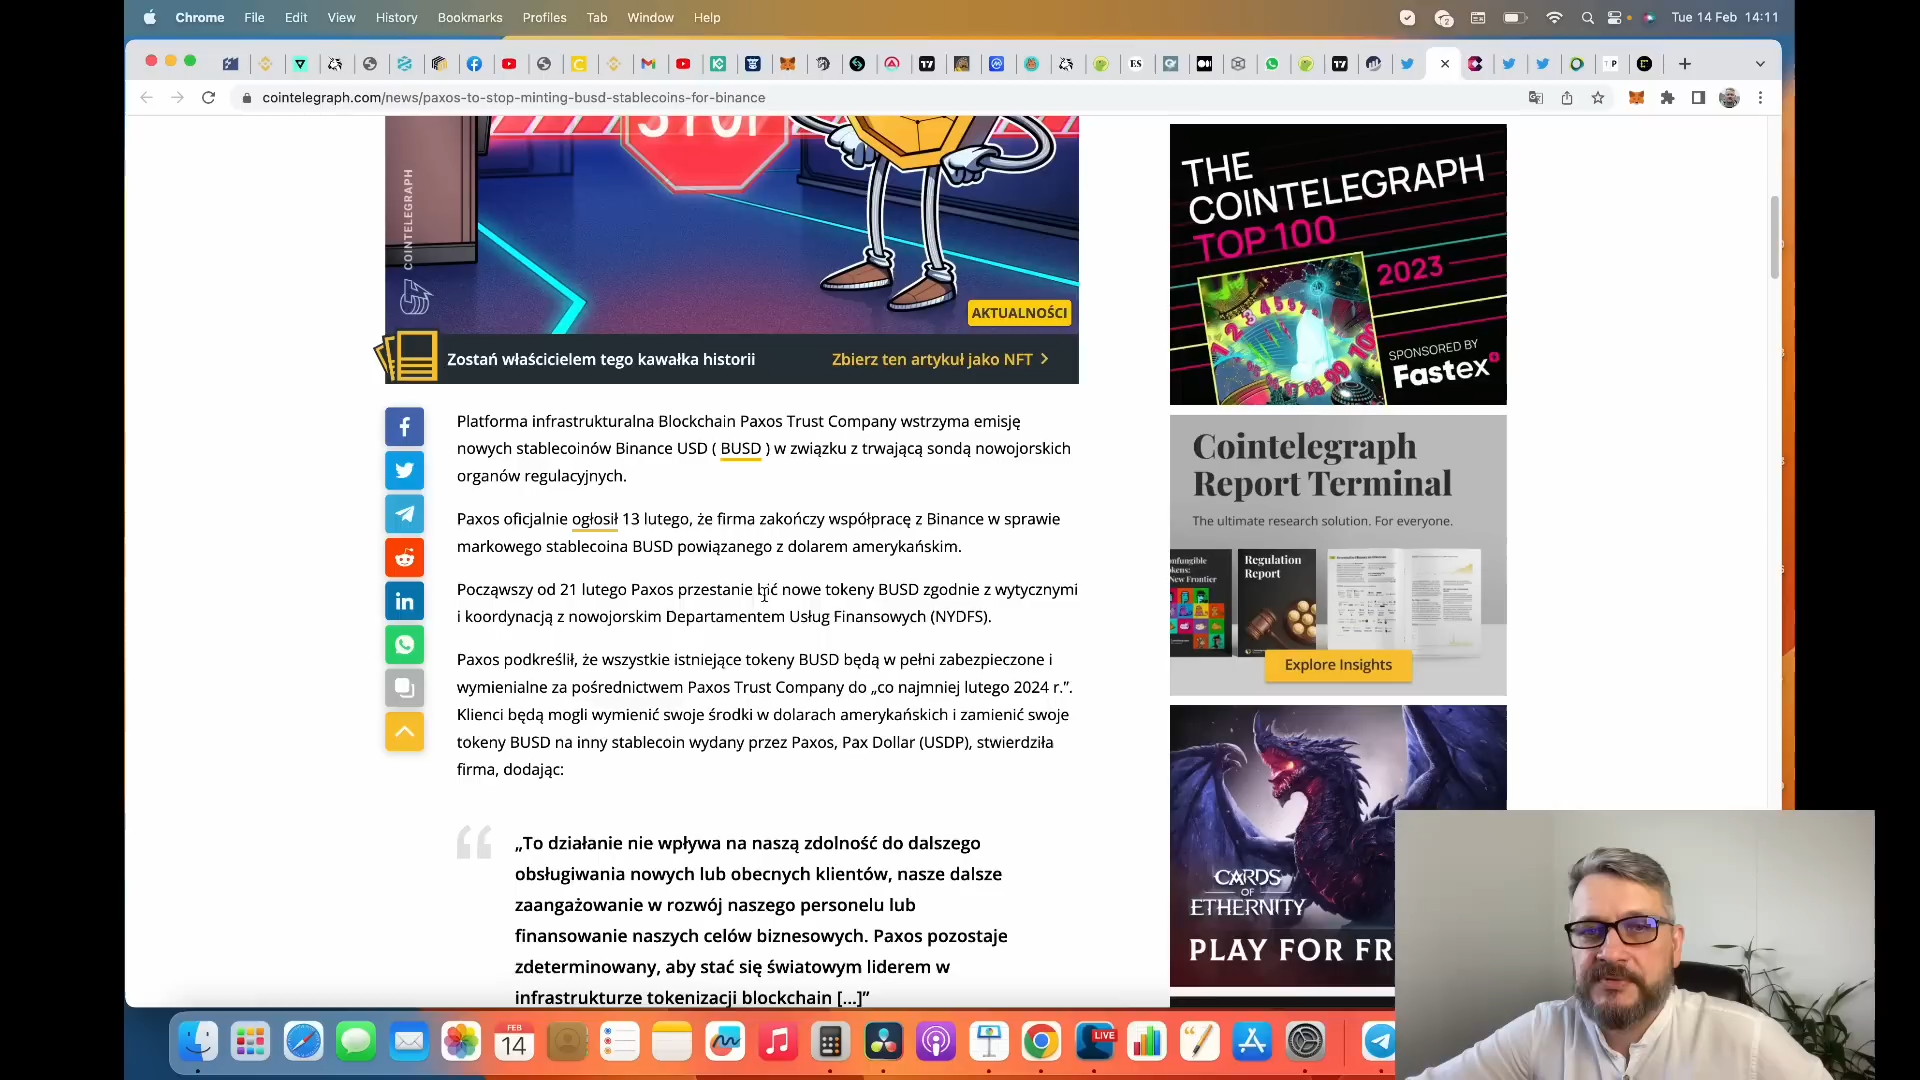 Chrome File Edit View History Bookmarks Profiles Tab Window Help
2
Tue 14 Feb 14:11
cointelegraph.com/news/paxos-to-stop-minting-busd-stablecoins-for-binance
STOP
COINTELEGRAPH
AKTUALNOŚCI
Zostań właścicielem tego kawałka historii
Zbierz ten artykuł jako NFT
Platforma infrastrukturalna Blockchain Paxos Trust Company wstrzyma emisję
nowych stablecoinów Binance USD ( BUSD ) w związku z trwającą sondą nowojorskich
organów regulacyjnych.
Paxos oficjalnie ogłosił 13 lutego, że firma zakończy współpracę z Binance w sprawie
markowego stablecoina BUSD powiązanego z dolarem amerykańskim.
Począwszy od 21 lutego Paxos przestanie bić nowe tokeny BUSD zgodnie z wytycznymi
i koordynacją z nowojorskim Departamentem Usług Finansowych (NYDFS).
Paxos podkreślił, że wszystkie istniejące tokeny BUSD będą w pełni zabezpieczone i
wymienialne za pośrednictwem Paxos Trust Company do „co najmniej lutego 2024 r.”.
Klienci będą mogli wymienić swoje środki w dolarach amerykańskich i zamienić swoje
tokeny BUSD na inny stablecoin wydany przez Paxos, Pax Dollar (USDP), stwierdziła
firma, dodając:
„To działanie nie wpływa na naszą zdolność do dalszego
obsługiwania nowych lub obecnych klientów, nasze dalsze
zaangażowanie w rozwój naszego personelu lub
finansowanie naszych celów biznesowych. Paxos pozostaje
zdeterminowany, aby stać się światowym liderem w
infrastrukturze tokenizacji blockchain [...]”
THE
COINTELEGRAPH
TOP 100
2023
SPONSORED BY
Fastex
Cointelegraph
Report Terminal
The ultimate research solution. For everyone.
New Frontier
Regulation
Report
Explore Insights
CARDS
OF
ETHERNITY
PLAY FOR FR
FEB
14
LIVE